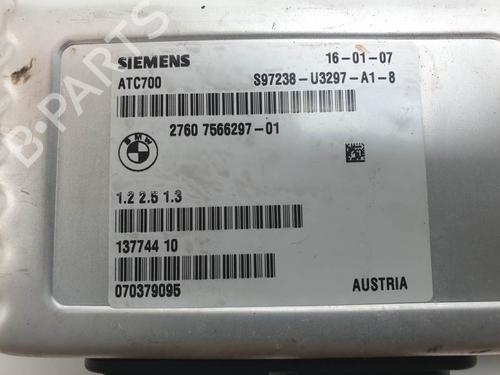 SIEMENS 16-01-07
ATC700 S97238-U3297-A1-8
2760 7566297-01
BMW
1.2 2.5 1.3
137744 10
070379095 AUSTRIA
B-PARTS